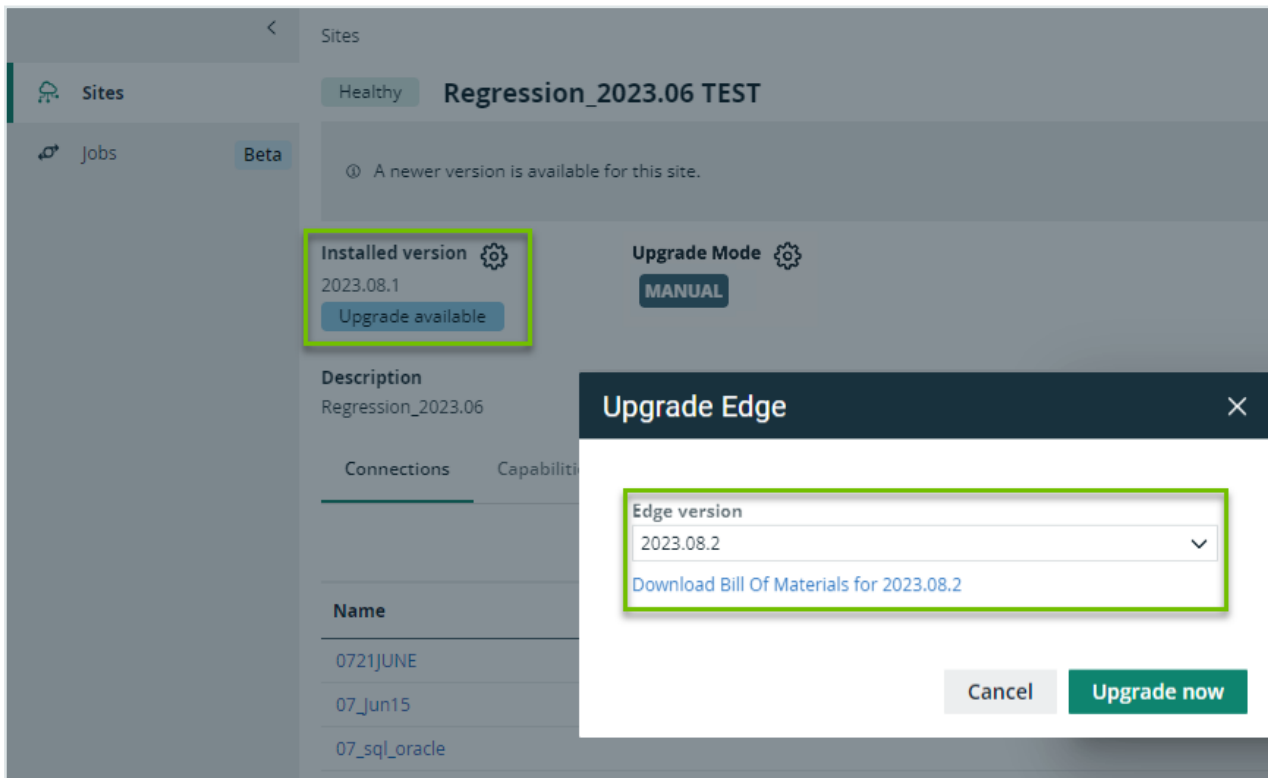 Sites
Sites
Healthy
Regression_2023.06 TEST
Jobs
Beta
A newer version is available for this site.
Installed version
Upgrade Mode
2023.08.1
MANUAL
Upgrade available
Description
Regression_2023.06
Upgrade Edge
Connections
Capabiliti
Edge version
2023.08.2
Download Bill Of Materials for 2023.08.2
Name
0721JUNE
07_Jun15
07_sql_oracle
Cancel
Upgrade now